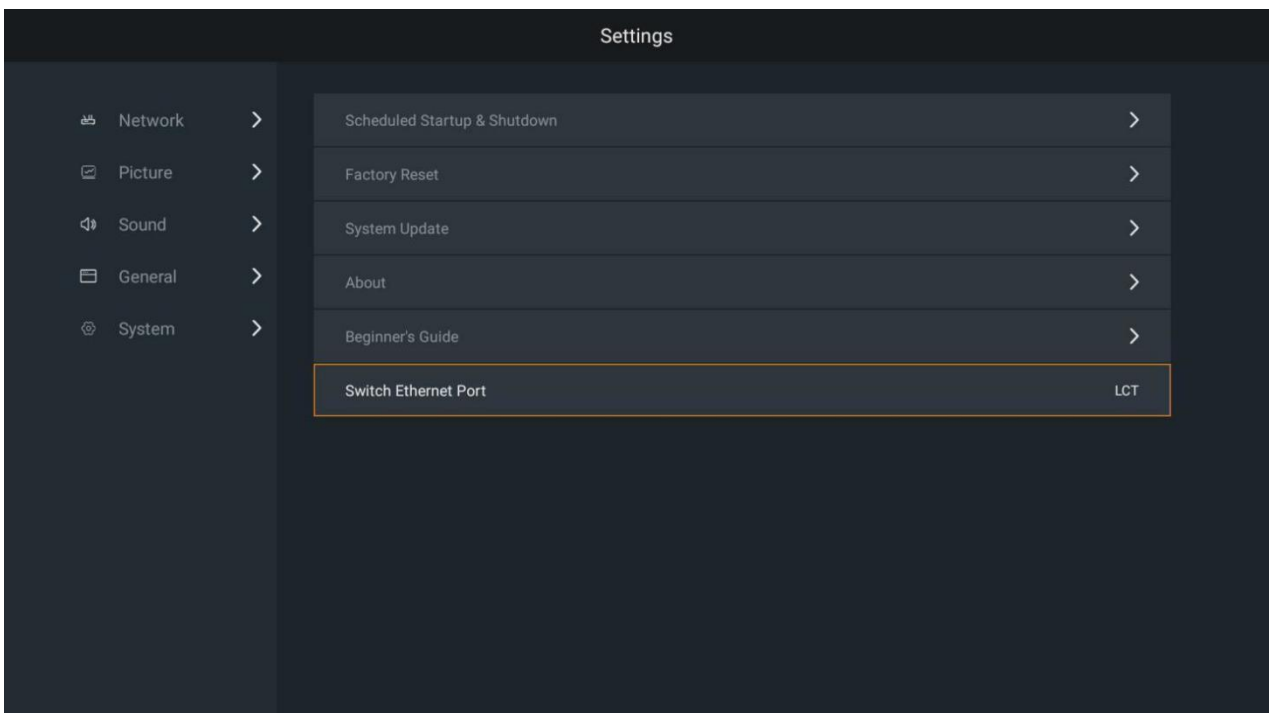 Settings
Network
Picture
Sound
General
System
Scheduled Startup & Shutdown
Factory Reset
System Update
About
Beginner's Guide
Switch Ethernet Port LCT